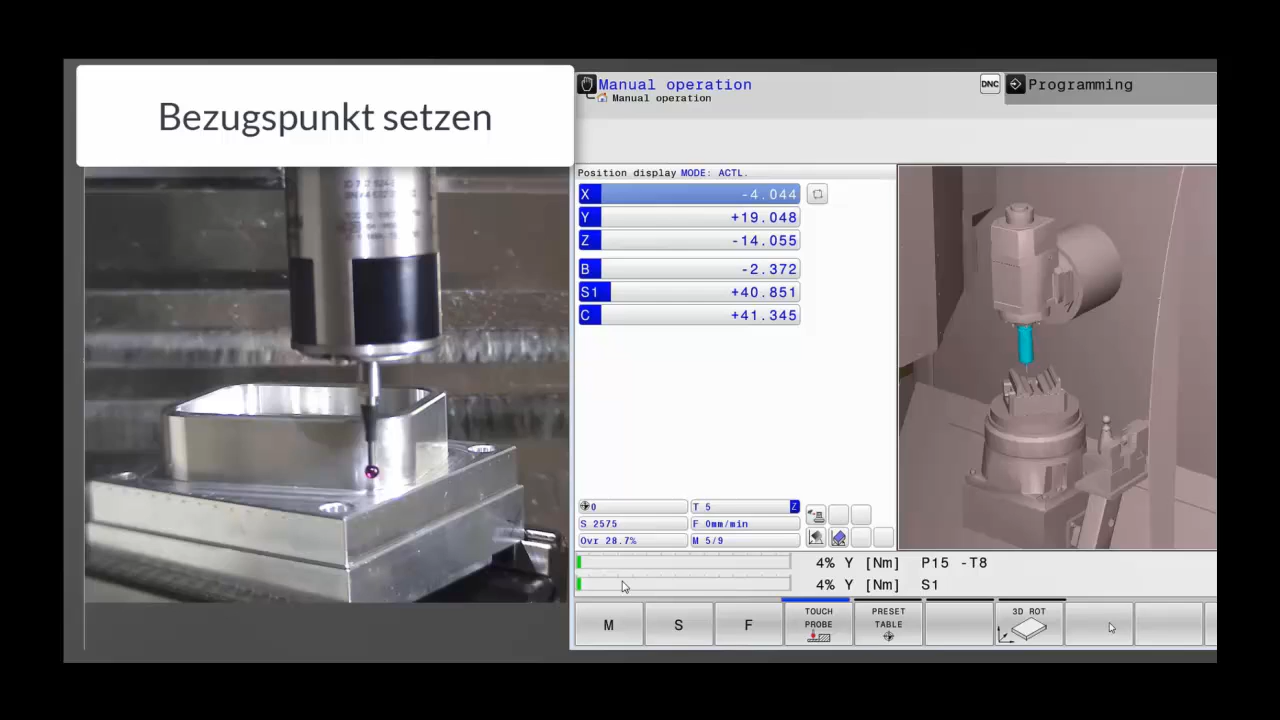 Bezugspunkt setzen
Manual operation
Manual operation
DNC
Programming
Position display MODE: ACTL.
X -4.044
Y +19.048
Z -14.055
B -2.372
S1 +40.851
C +41.345
0
T 5
Z
S 2575
F 0mm/min
Ovr 28.7%
M 5/9
4% Y [Nm] P15 -T8
4% Y [Nm] S1
M
S
F
TOUCH
PROBE
PRESET
TABLE
3D ROT